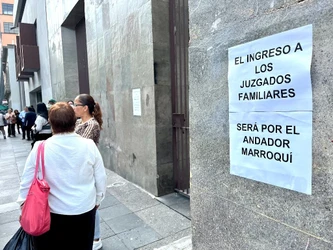 EL INGRESO A
LOS
JUZGADOS
FAMILIARES
SERÁ POR EL
ANDADOR
MARROQUÍ